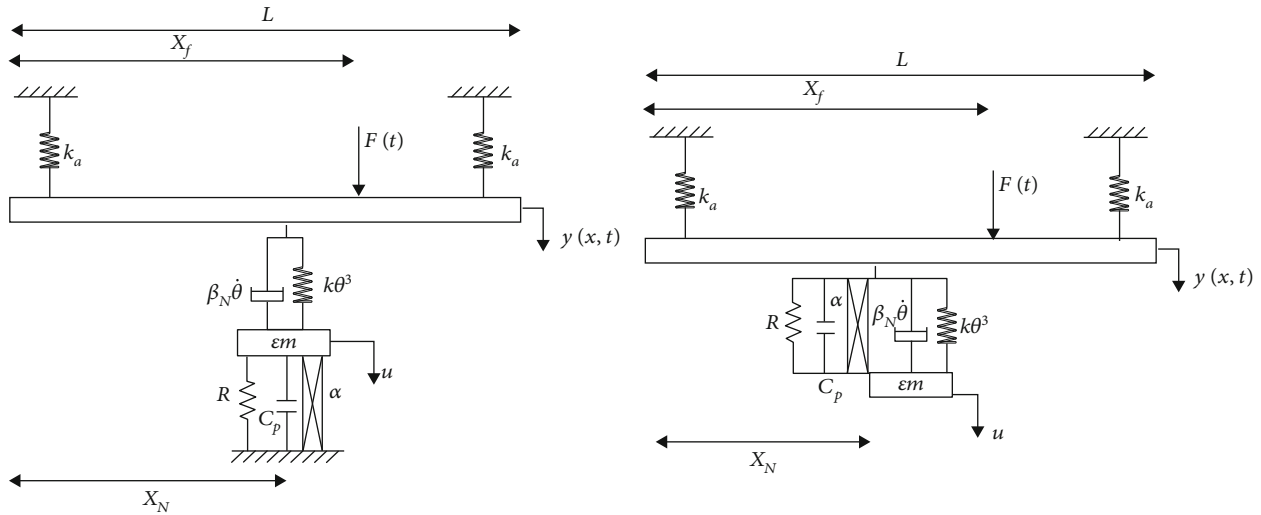 L
X_f
k_a
k_a
F (t)
y (x, t)
β_N θ̇
kθ³
εm
u
R
C_p
α
X_N
L
X_f
k_a
k_a
F (t)
y (x, t)
R
α
β_N θ̇
kθ³
C_p
εm
u
X_N